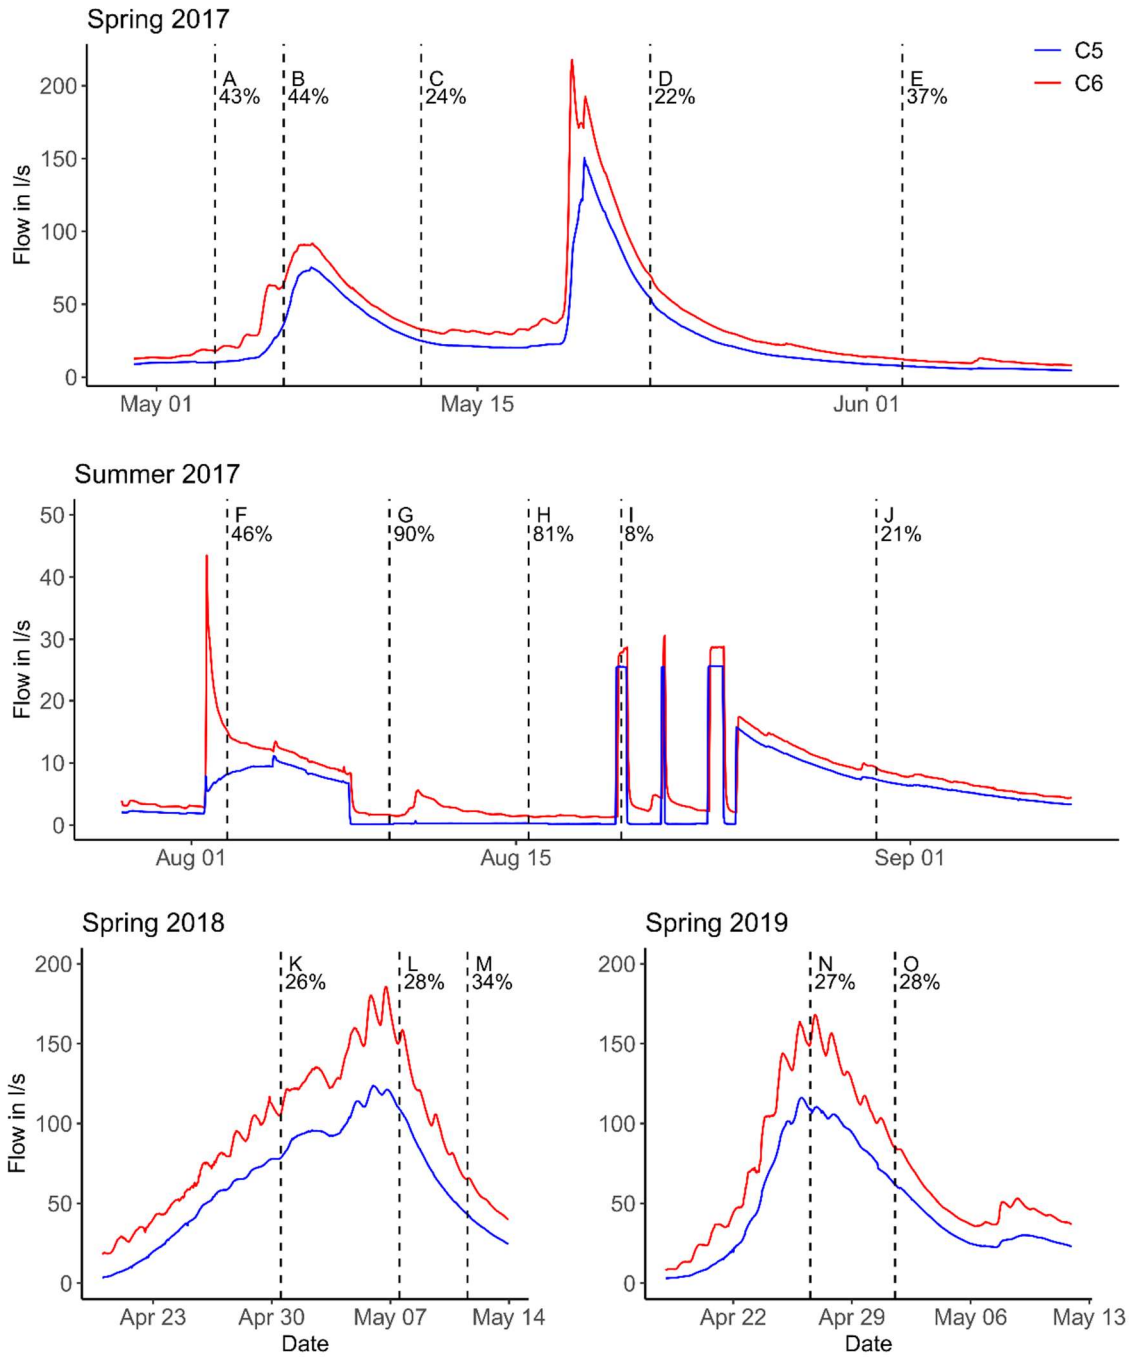 Spring 2017
C5
C6
A
43%
B
44%
C
24%
D
22%
E
37%
Flow in l/s
200
150
100
50
0
May 01
May 15
Jun 01
Summer 2017
F
46%
G
90%
H
81%
I
8%
J
21%
Flow in l/s
50
40
30
20
10
0
Aug 01
Aug 15
Sep 01
Spring 2018
K
26%
L
28%
M
34%
Flow in l/s
200
150
100
50
0
Apr 23
Apr 30
May 07
May 14
Date
Spring 2019
N
27%
O
28%
200
150
100
50
0
Apr 22
Apr 29
May 06
May 13
Date